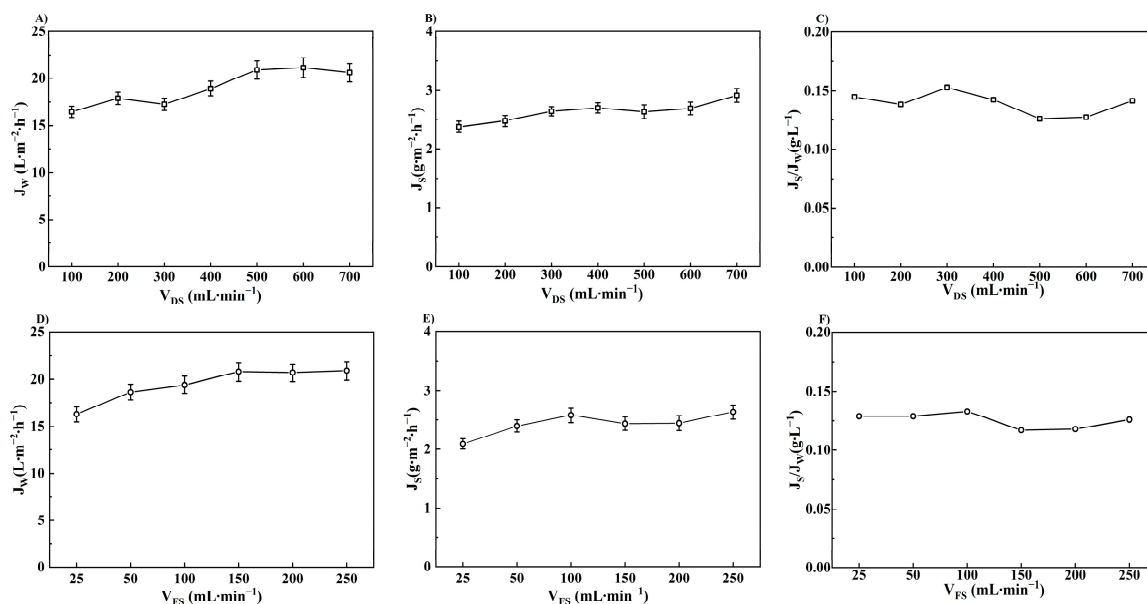 A)
25
20
15
10
5
0
J_W (L·m⁻²·h⁻¹)
100 200 300 400 500 600 700
V_DS (mL·min⁻¹)
B)
4
3
2
1
0
J_S(g·m⁻²·h⁻¹)
100 200 300 400 500 600 700
V_DS (mL·min⁻¹)
C)
0.20
0.15
0.10
0.05
0.00
J_S/J_W(g·L⁻¹)
100 200 300 400 500 600 700
V_DS (mL·min⁻¹)
D)
25
20
15
10
5
0
J_W(L·m⁻²·h⁻¹)
25 50 100 150 200 250
V_FS (mL·min⁻¹)
E)
4
3
2
1
0
J_S(g·m⁻²·h⁻¹)
25 50 100 150 200 250
V_FS (mL·min ¹)
F)
0.20
0.15
0.10
0.05
0.00
J_S/J_W(g·L⁻¹)
25 50 100 150 200 250
V_FS (mL·min⁻¹)